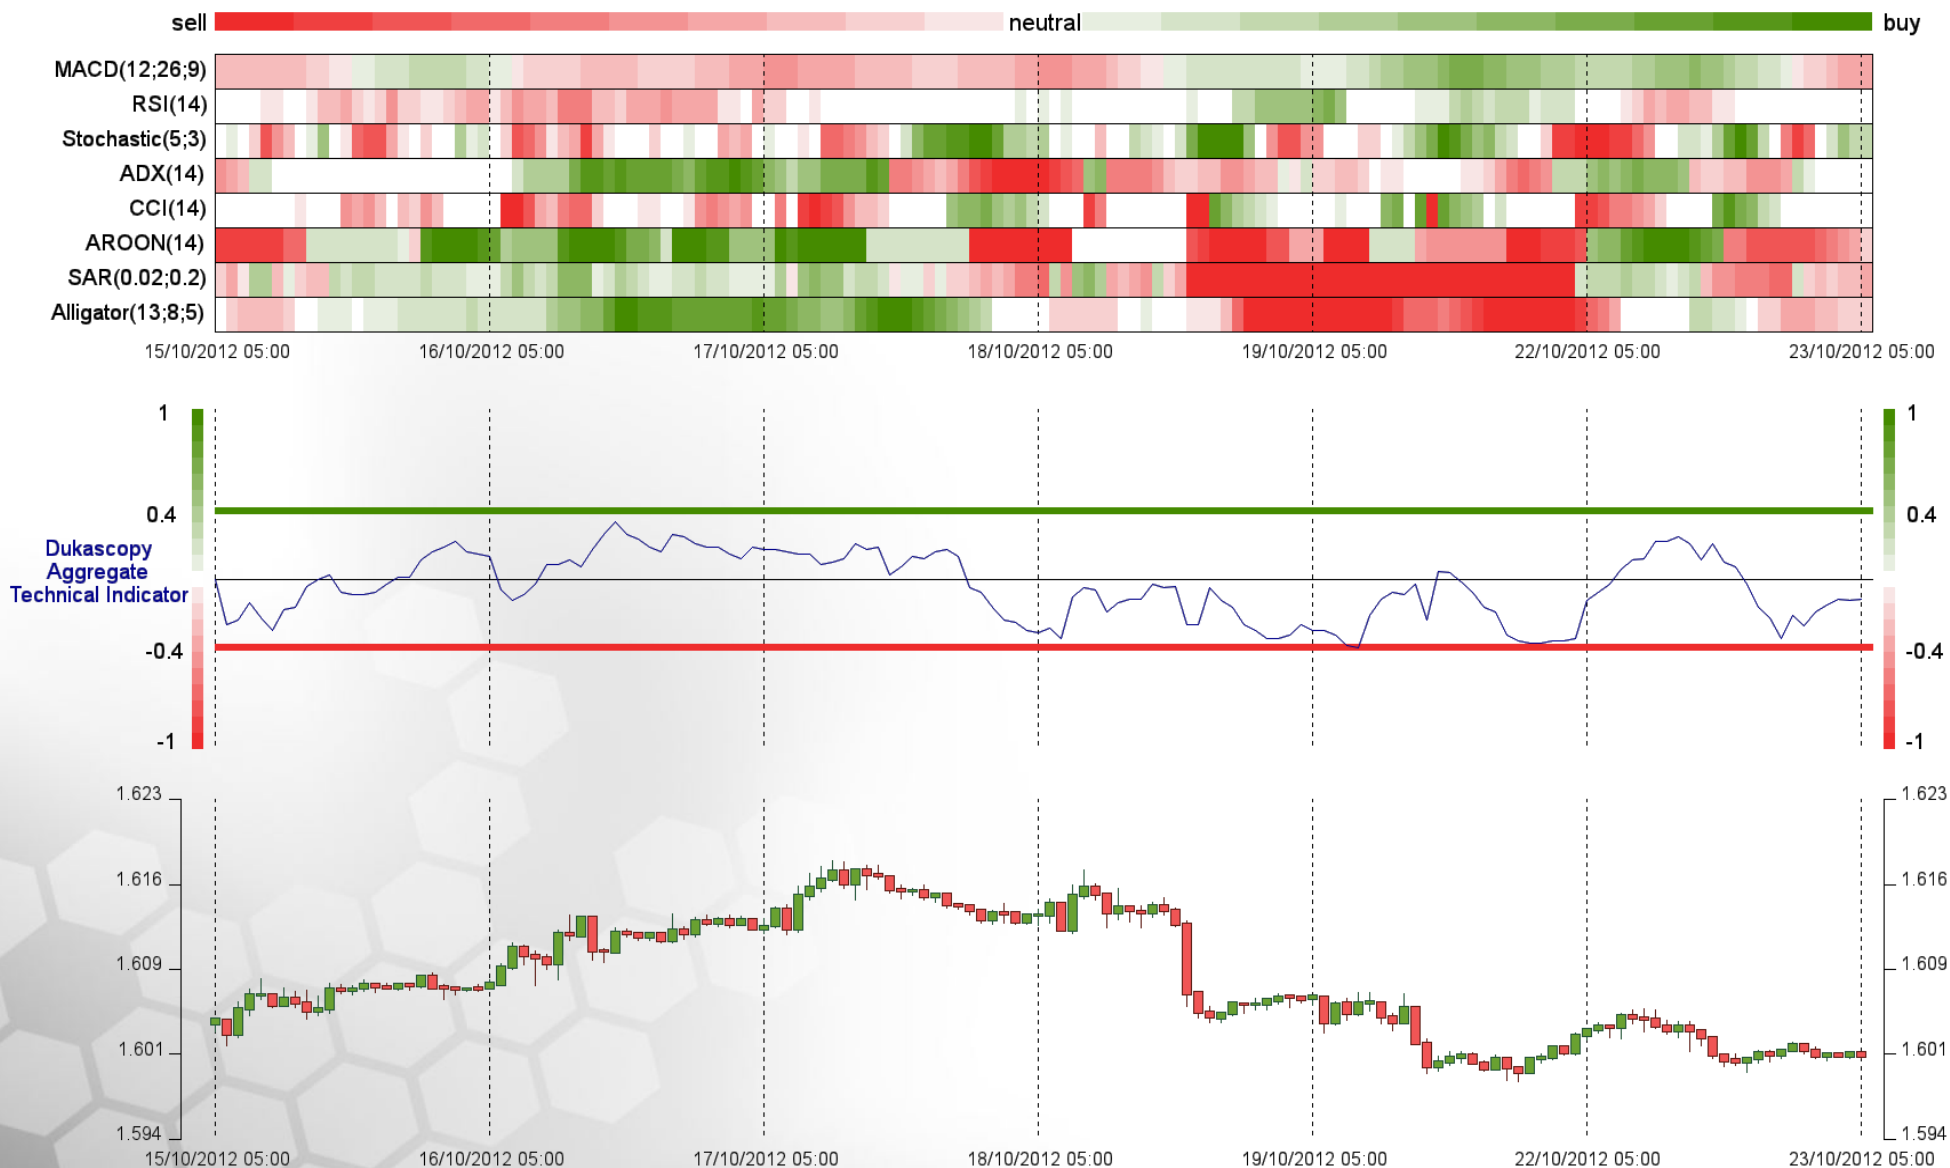 sell neutral buy
MACD(12;26;9)
RSI(14)
Stochastic(5;3)
ADX(14)
CCI(14)
AROON(14)
SAR(0.02;0.2)
Alligator(13;8;5)
15/10/2012 05:00 16/10/2012 05:00 17/10/2012 05:00 18/10/2012 05:00 19/10/2012 05:00 22/10/2012 05:00 23/10/2012 05:00
1 1
0.4 0.4
Dukascopy
Aggregate
Technical Indicator
-0.4 -0.4
-1 -1
1.623 1.623
1.616 1.616
1.609 1.609
1.601 1.601
1.594 1.594
15/10/2012 05:00 16/10/2012 05:00 17/10/2012 05:00 18/10/2012 05:00 19/10/2012 05:00 22/10/2012 05:00 23/10/2012 05:00